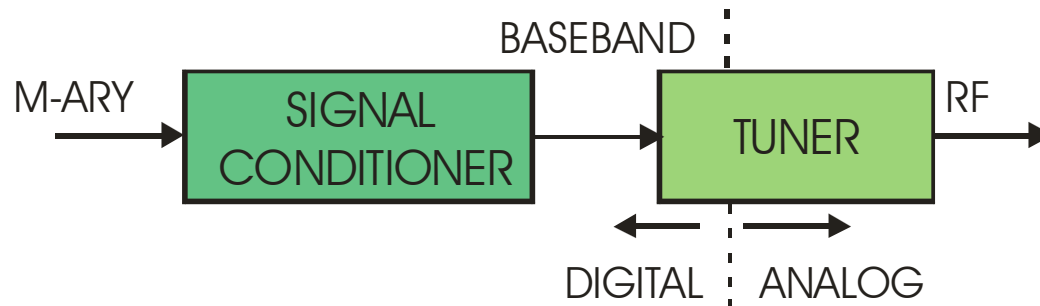 BASEBAND
M-ARY
SIGNAL
CONDITIONER
TUNER
RF
DIGITAL
ANALOG